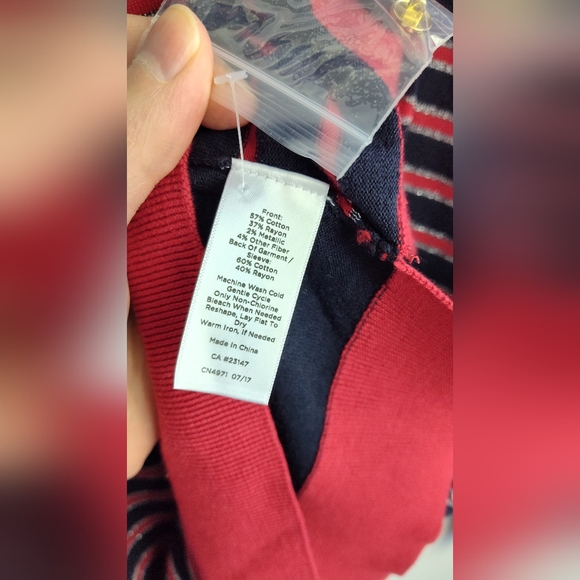 Front:
57% Cotton
37% Rayon
2% Metallic
4% Other Fiber
Back Of Garment /
Sleeve:
60% Cotton
40% Rayon
Machine Wash Cold
Gentle Cycle
Only Non-Chlorine
Bleach When Needed
Reshape, Lay Flat To
Dry
Warm Iron, If Needed
Made In China
CA #23147
CN4971 07/17